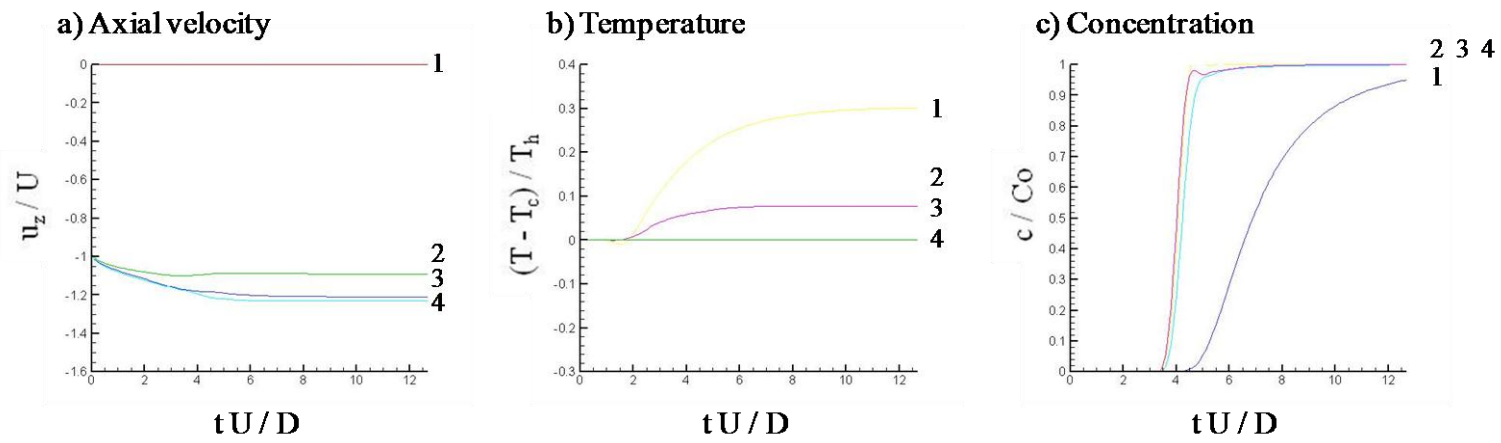 a) Axial velocity
0
-0.2
-0.4
-0.6
-0.8
-1
-1.2
-1.4
-1.6
u_z / U
0 2 4 6 8 10 12
t U / D
1
2
3
4
b) Temperature
0.4
0.3
0.2
0.1
0
-0.1
-0.2
-0.3
(T - T_c) / T_h
0 2 4 6 8 10 12
t U / D
1
2
3
4
c) Concentration
1
0.9
0.8
0.7
0.6
0.5
0.4
0.3
0.2
0.1
0
c / Co
0 2 4 6 8 10 12
t U / D
2 3 4
1